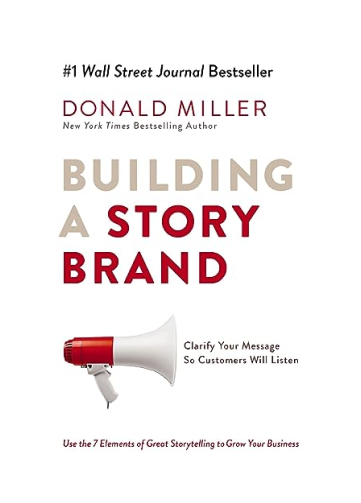 #1 Wall Street Journal Bestseller
DONALD MILLER
New York Times Bestselling Author
BUILDING
A STORY
BRAND
Clarify Your Message
So Customers Will Listen
Use the 7 Elements of Great Storytelling to Grow Your Business